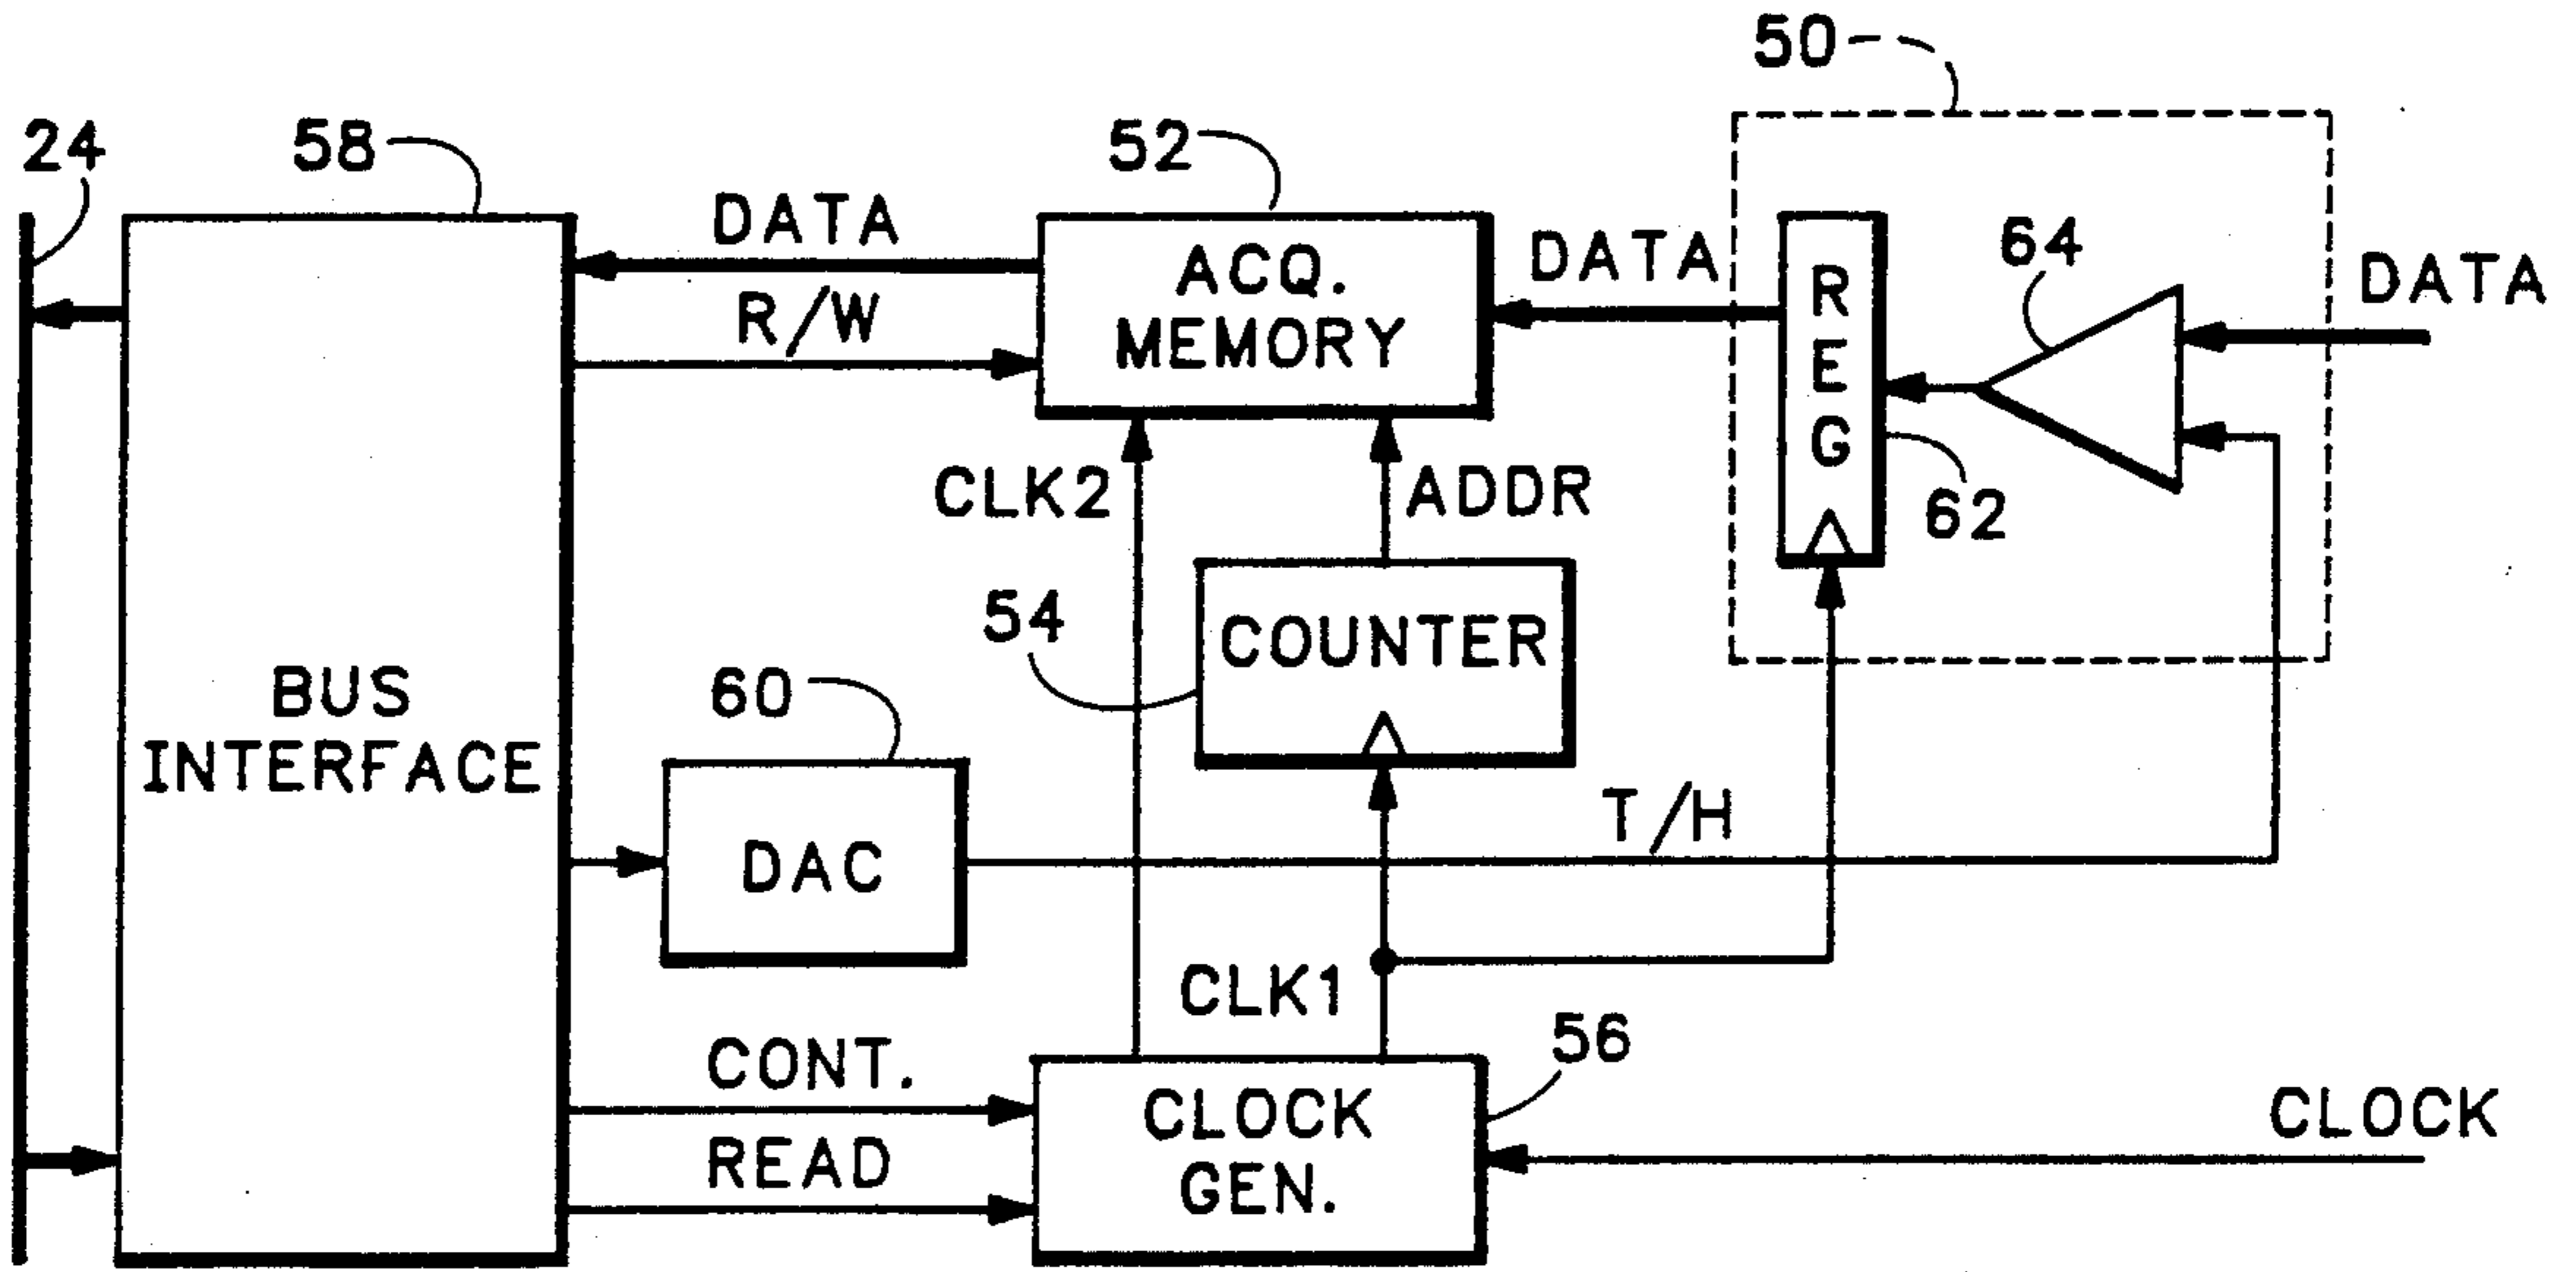 50
24
58
52
DATA
R/W
ACQ.
MEMORY
DATA
R
E
G
64
DATA
62
CLK2
ADDR
54
COUNTER
BUS
INTERFACE
60
DAC
T/H
CLK1
56
CONT.
READ
CLOCK
GEN.
CLOCK